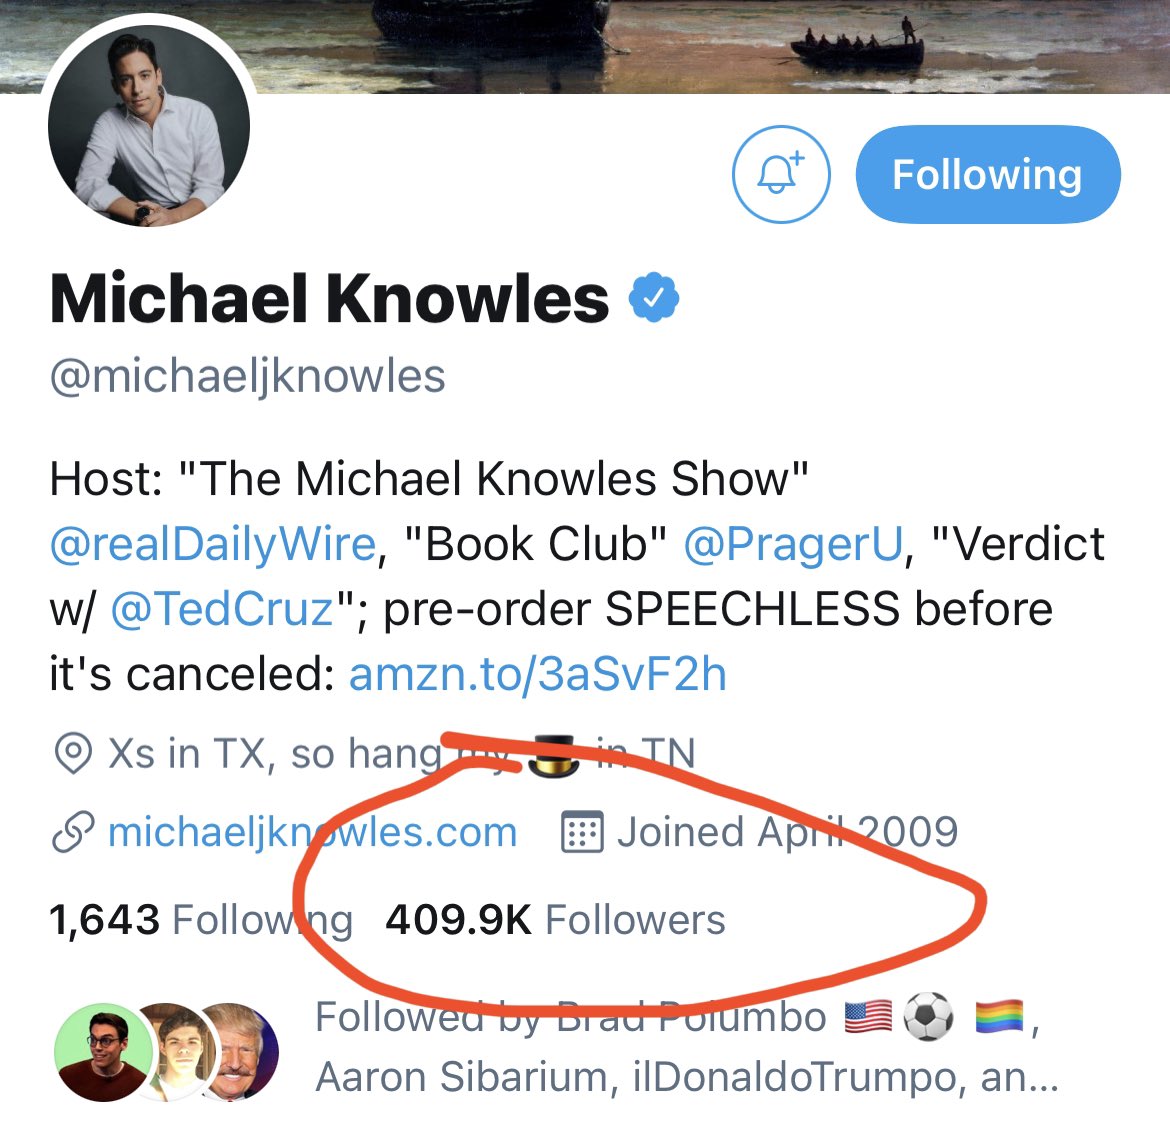 Following
Michael Knowles
@michaeljknowles
Host: "The Michael Knowles Show"
@realDailyWire, "Book Club" @PragerU, "Verdict
w/ @TedCruz"; pre-order SPEECHLESS before
it's canceled: amzn.to/3aSvF2h
Xs in TX, so hang my 🎩 in TN
michaeljknowles.com Joined April 2009
1,643 Following 409.9K Followers
Followed by Brad Polumbo 🇺🇸 ⚽ 🏳️‍🌈,
Aaron Sibarium, ilDonaldoTrumpo, an...